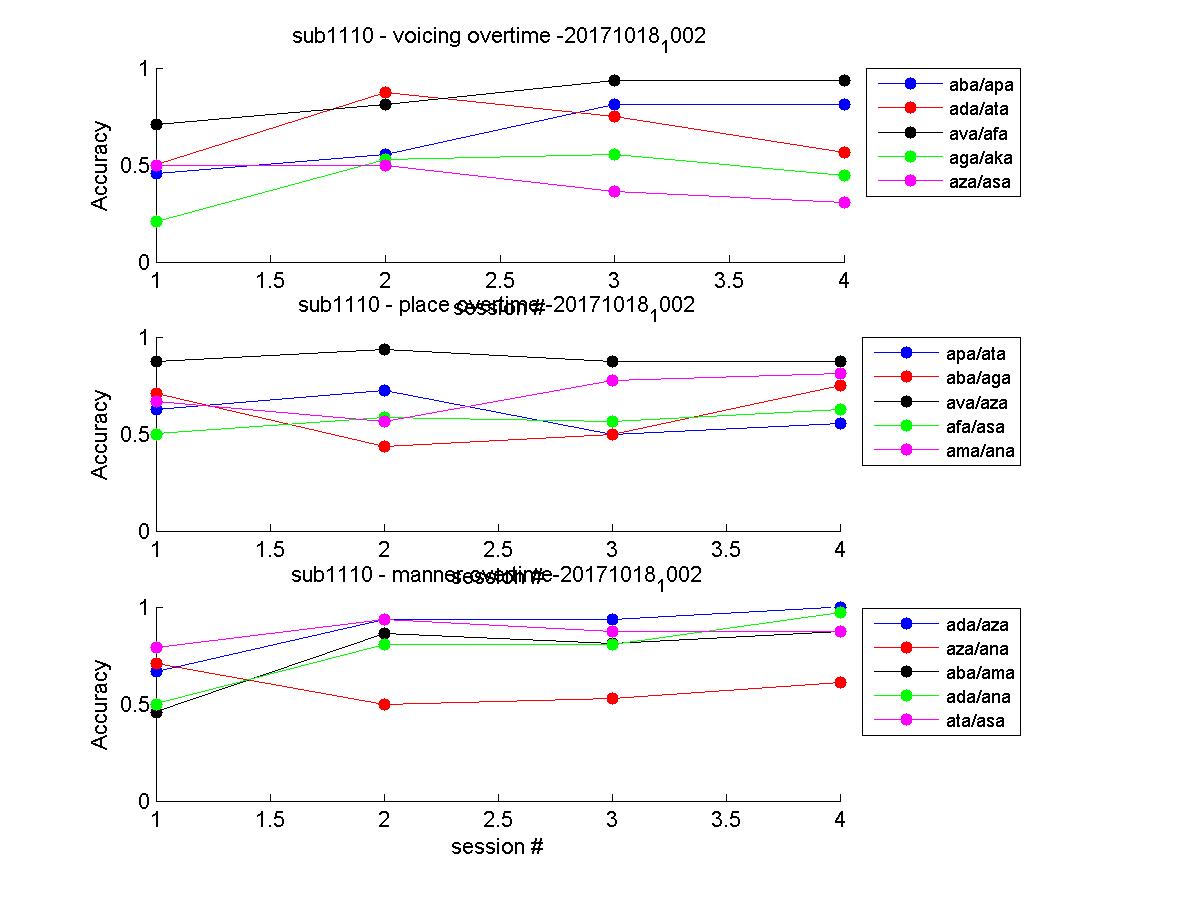 sub1110 - voicing overtime -20171018₁002
Accuracy
1
0.5
0
1 1.5 2 2.5 3 3.5 4
session #
aba/apa
ada/ata
ava/afa
aga/aka
aza/asa
sub1110 - place overtime -20171018₁002
Accuracy
1
0.5
0
1 1.5 2 2.5 3 3.5 4
session #
apa/ata
aba/aga
ava/aza
afa/asa
ama/ana
sub1110 - manner overtime -20171018₁002
Accuracy
1
0.5
0
1 1.5 2 2.5 3 3.5 4
session #
ada/aza
aza/ana
aba/ama
ada/ana
ata/asa